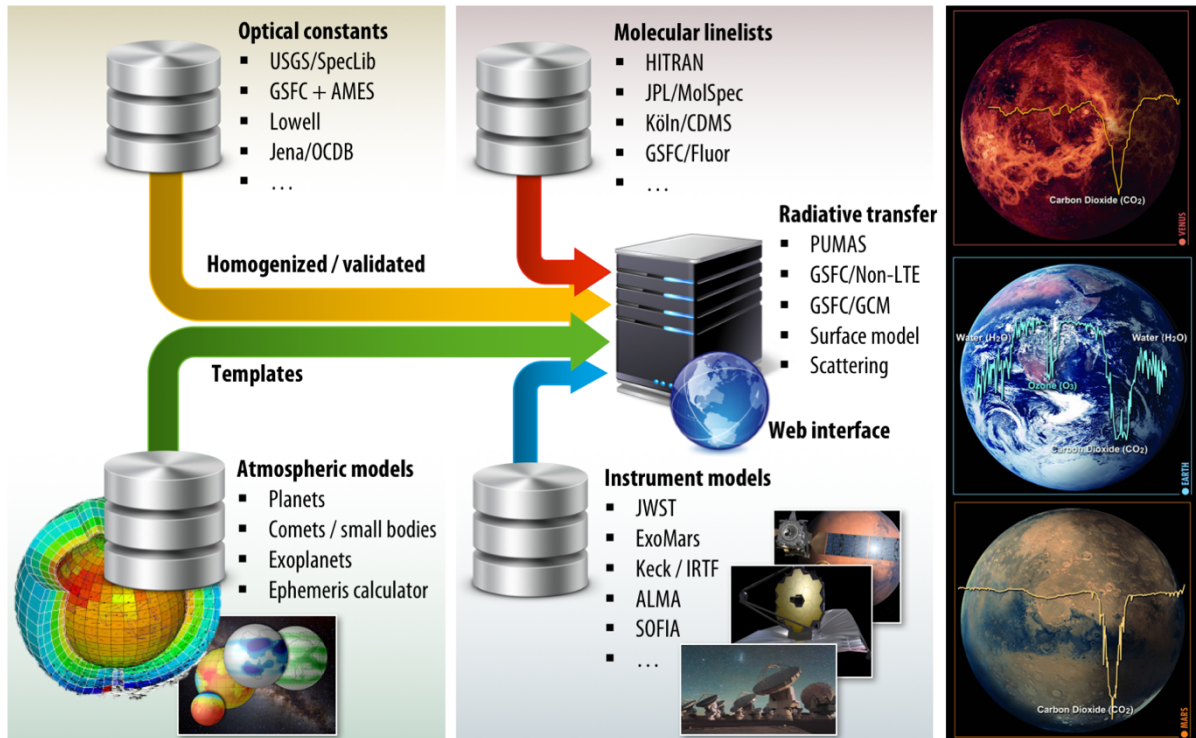 Optical constants
▪ USGS/SpecLib
▪ GSFC + AMES
▪ Lowell
▪ Jena/OCDB
▪ ...
Molecular linelists
▪ HITRAN
▪ JPL/MolSpec
▪ Köln/CDMS
▪ GSFC/Fluor
▪ ...
Homogenized / validated
Templates
Radiative transfer
▪ PUMAS
▪ GSFC/Non-LTE
▪ GSFC/GCM
▪ Surface model
▪ Scattering
Web interface
Atmospheric models
▪ Planets
▪ Comets / small bodies
▪ Exoplanets
▪ Ephemeris calculator
Instrument models
▪ JWST
▪ ExoMars
▪ Keck / IRTF
▪ ALMA
▪ SOFIA
▪ ...
Carbon Dioxide (CO₂)
VENUS
Water (H₂O)
Water (H₂O)
Ozone (O₃)
Carbon Dioxide (CO₂)
EARTH
Carbon Dioxide (CO₂)
MARS